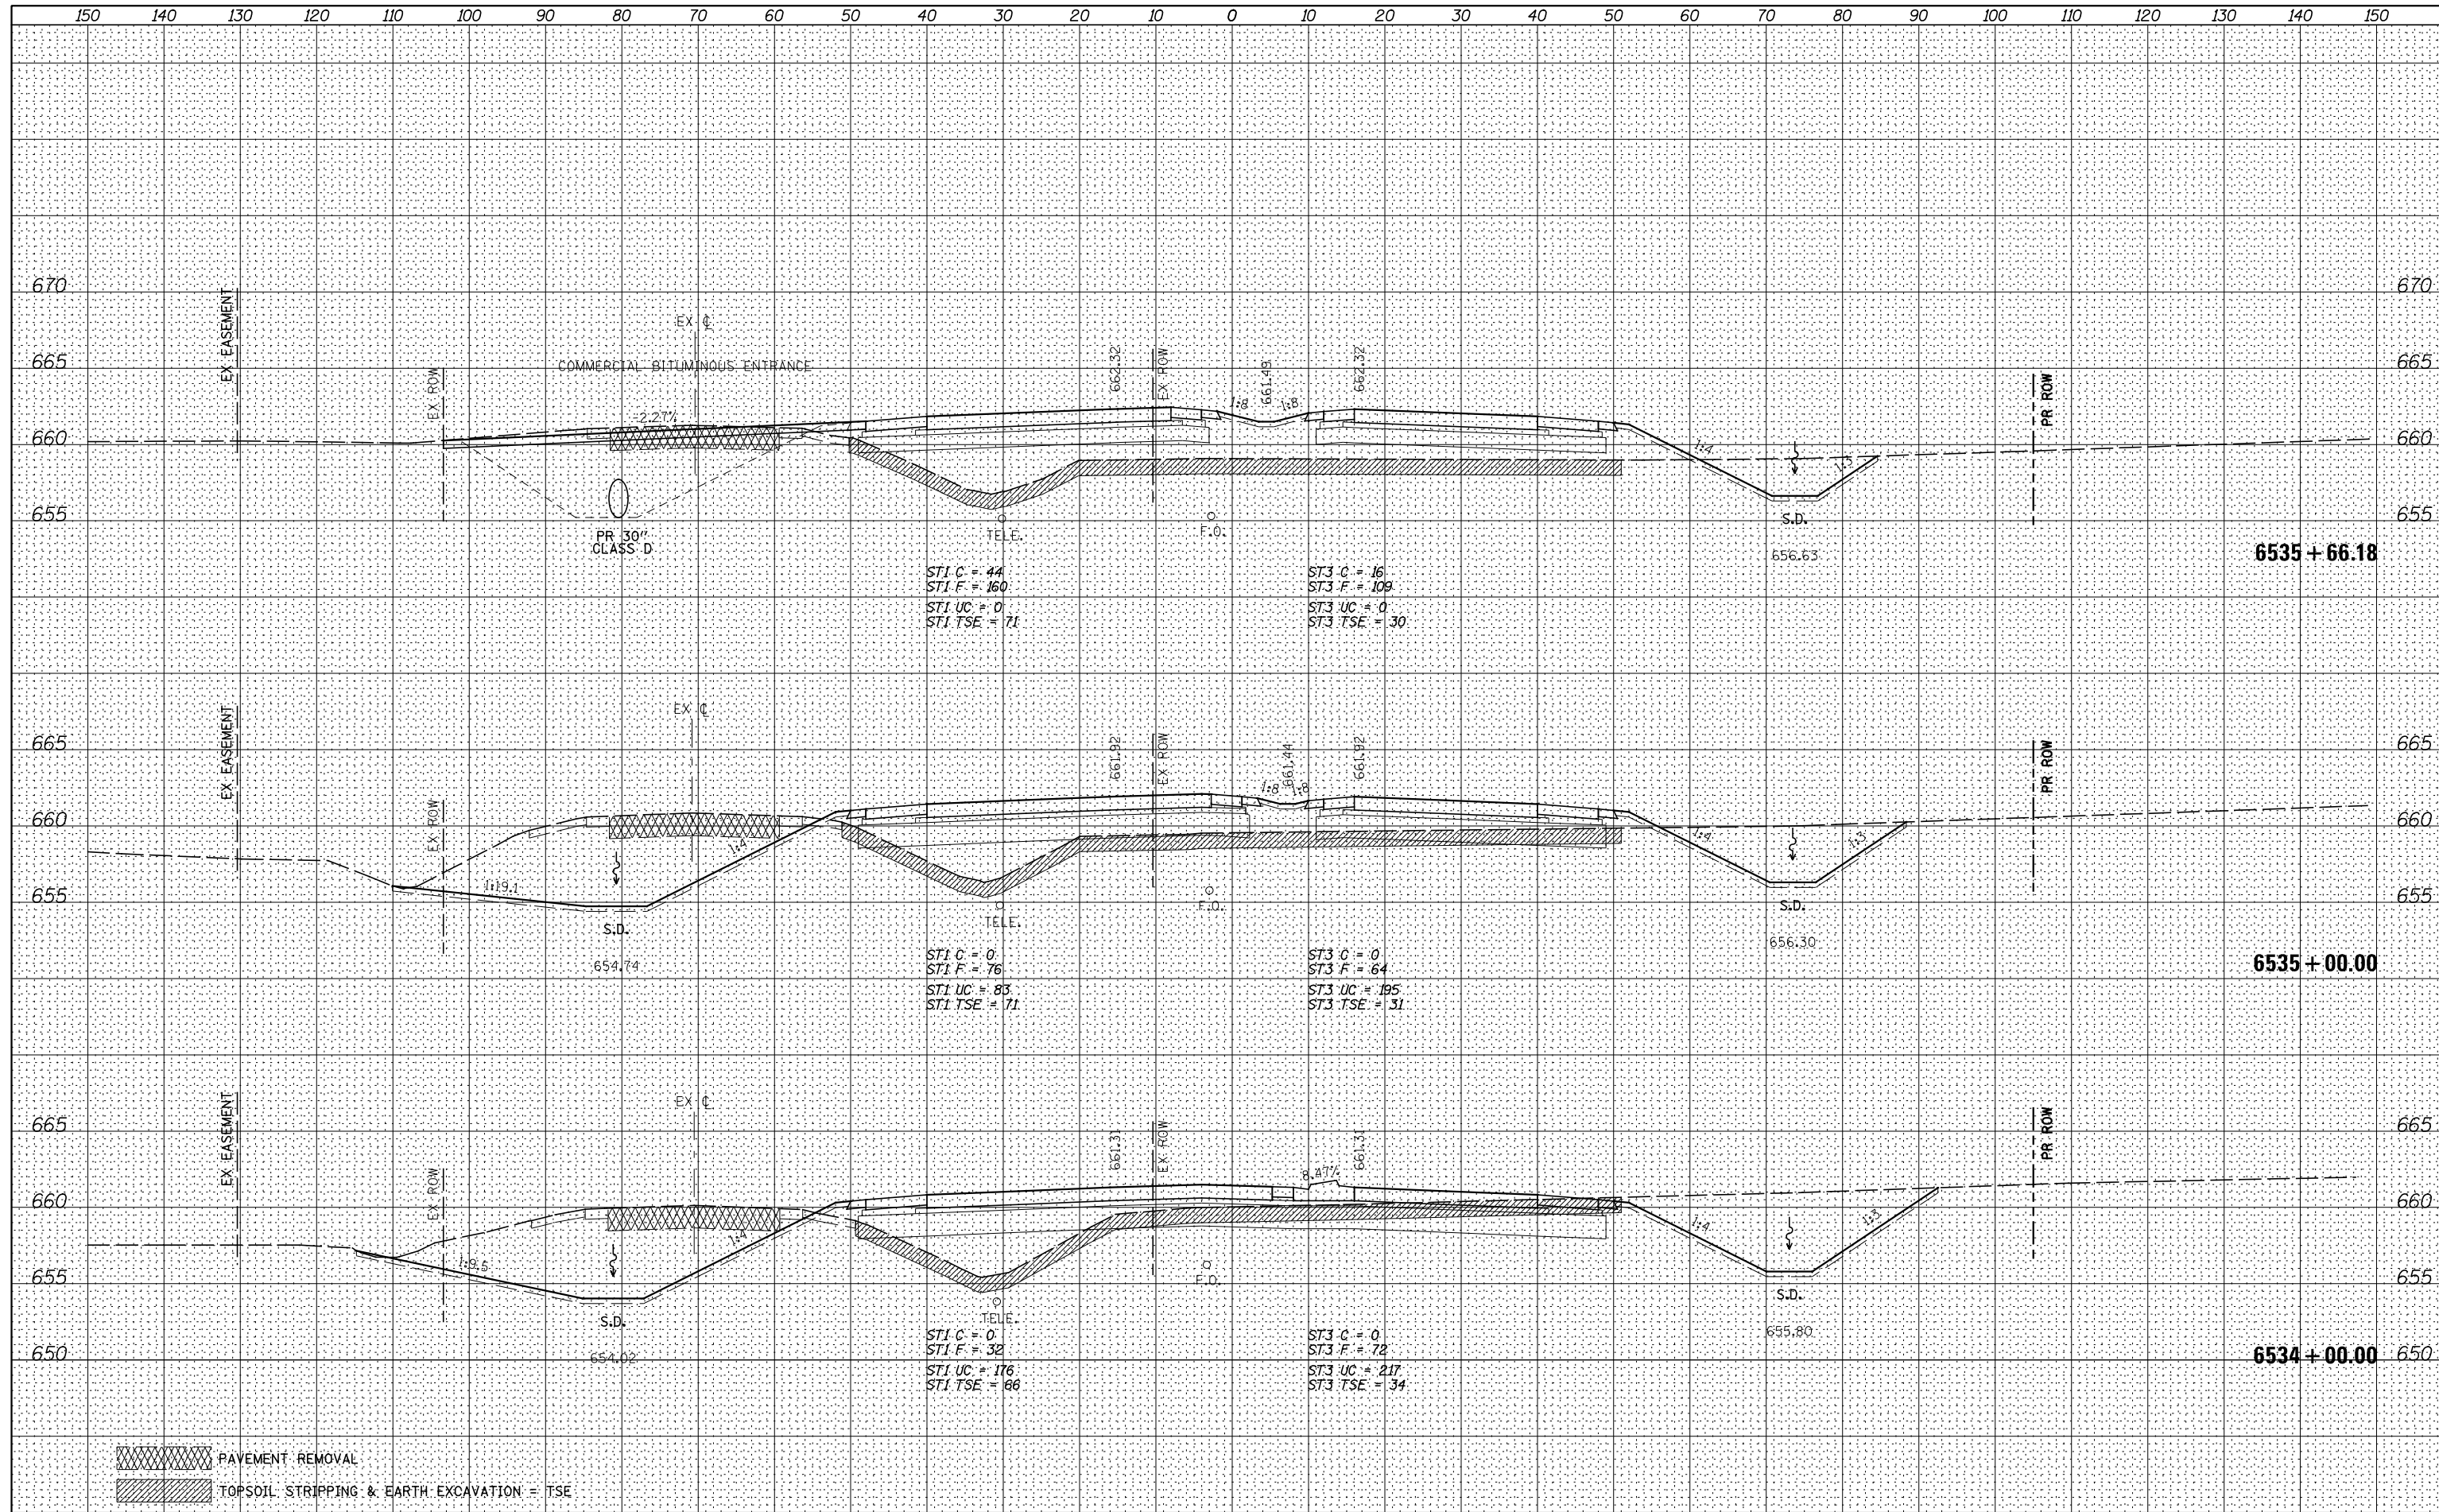 150 140 130 120 110 100 90 80 70 60 50 40 30 20 10 0 10 20 30 40 50 60 70 80 90 100 110 120 130 140 150
670 670
EX EASEMENT
EX ℄
665 COMMERCIAL BITUMINOUS ENTRANCE 665
662.32
EX ROW
661.49
662.32
EX ROW
PR ROW
-2.27%
1:8 1:8
660 660
1:4 1:3
655 655
PR 30"
CLASS D
TELE.
F.O.
S.D.
656.63
6535+66.18
ST1 C = 44
ST1 F = 160
ST1 UC = 0
ST1 TSE = 71
ST3 C = 16
ST3 F = 109
ST3 UC = 0
ST3 TSE = 30
EX EASEMENT
EX ℄
665 665
661.92
EX ROW
661.44
661.92
PR ROW
1:8 1:8
EX ROW
660 660
1:4 1:4 1:3
1:19.1
655 655
S.D.
654.74
TELE.
F.O.
S.D.
656.30
6535+00.00
ST1 C = 0
ST1 F = 76
ST1 UC = 83
ST1 TSE = 71
ST3 C = 0
ST3 F = 64
ST3 UC = 195
ST3 TSE = 31
EX EASEMENT
EX ℄
665 665
661.31
EX ROW
661.31
PR ROW
8.47%
EX ROW
660 660
1:4 1:4 1:3
1:9.5
655 655
S.D.
654.02
TELE.
F.O.
S.D.
655.80
650 6534+00.00 650
ST1 C = 0
ST1 F = 32
ST1 UC = 176
ST1 TSE = 66
ST3 C = 0
ST3 F = 72
ST3 UC = 217
ST3 TSE = 34
PAVEMENT REMOVAL
TOPSOIL STRIPPING & EARTH EXCAVATION = TSE